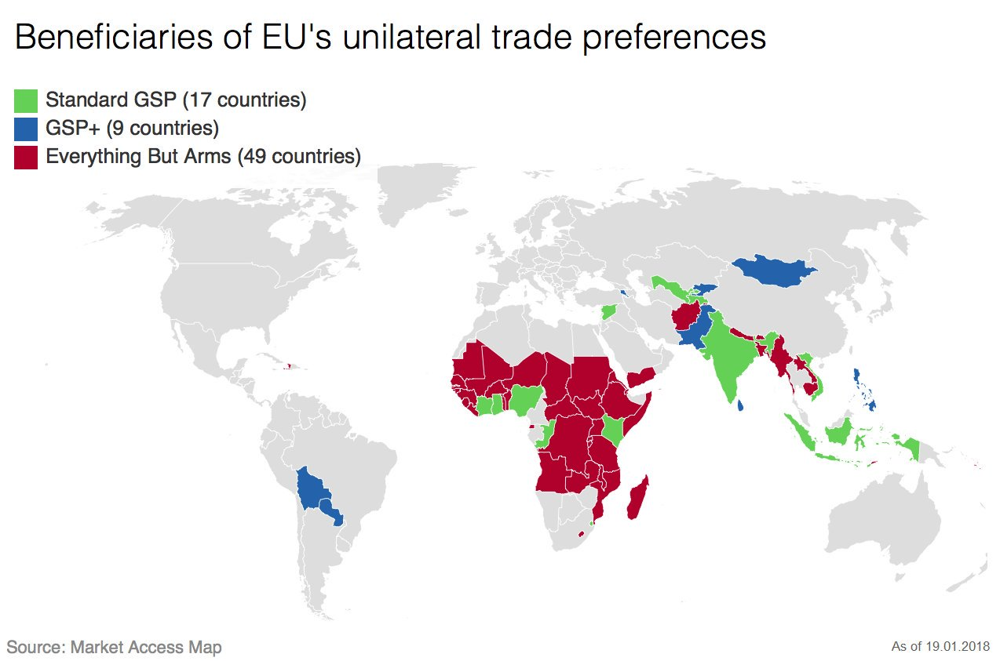 Beneficiaries of EU's unilateral trade preferences
Standard GSP (17 countries)
GSP+ (9 countries)
Everything But Arms (49 countries)
Source: Market Access Map
As of 19.01.2018